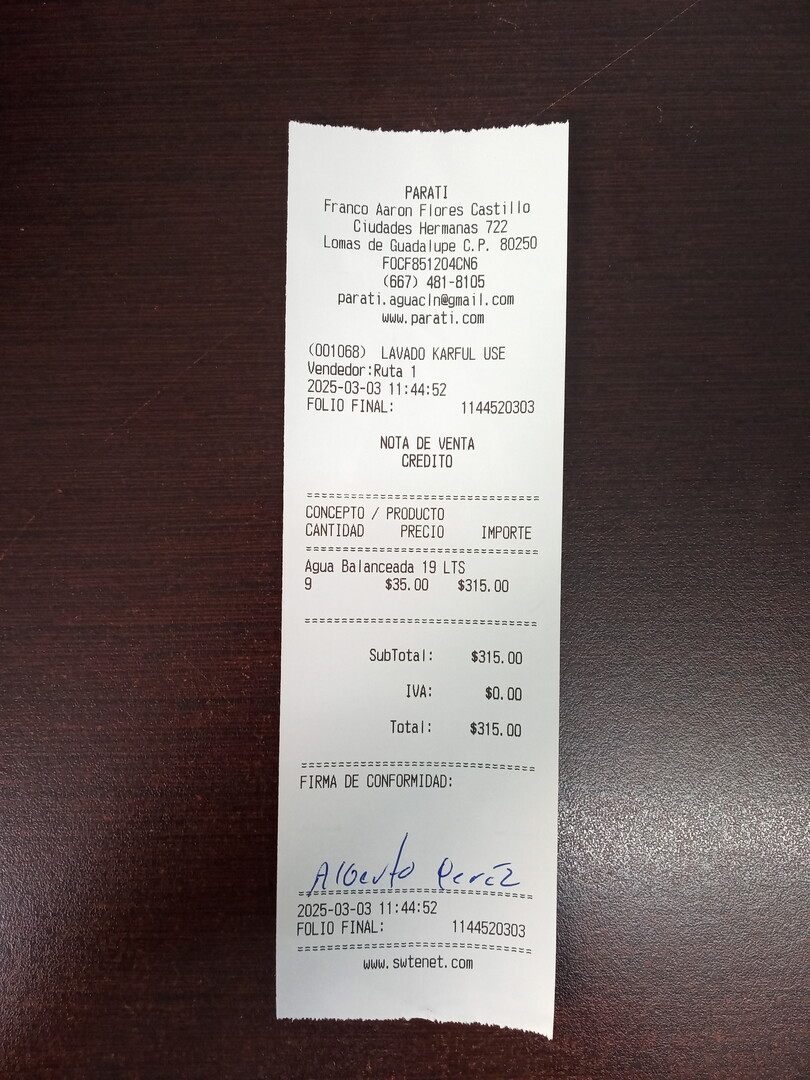 PARATI
Franco Aaron Flores Castillo
Ciudades Hermanas 722
Lomas de Guadalupe C.P. 80250
FOCF851204CN6
(667) 481-8105
parati.aguacln@gmail.com
www.parati.com
(001068) LAVADO KARFUL USE
Vendedor:Ruta 1
2025-03-03 11:44:52
FOLIO FINAL: 1144520303
NOTA DE VENTA
CREDITO
==================================
CONCEPTO / PRODUCTO
CANTIDAD PRECIO IMPORTE
==================================
Agua Balanceada 19 LTS
9 $35.00 $315.00
==================================
SubTotal: $315.00
IVA: $0.00
Total: $315.00
==================================
FIRMA DE CONFORMIDAD:
Alberto Peréz
==================================
2025-03-03 11:44:52
FOLIO FINAL: 1144520303
==================================
www.swtenet.com